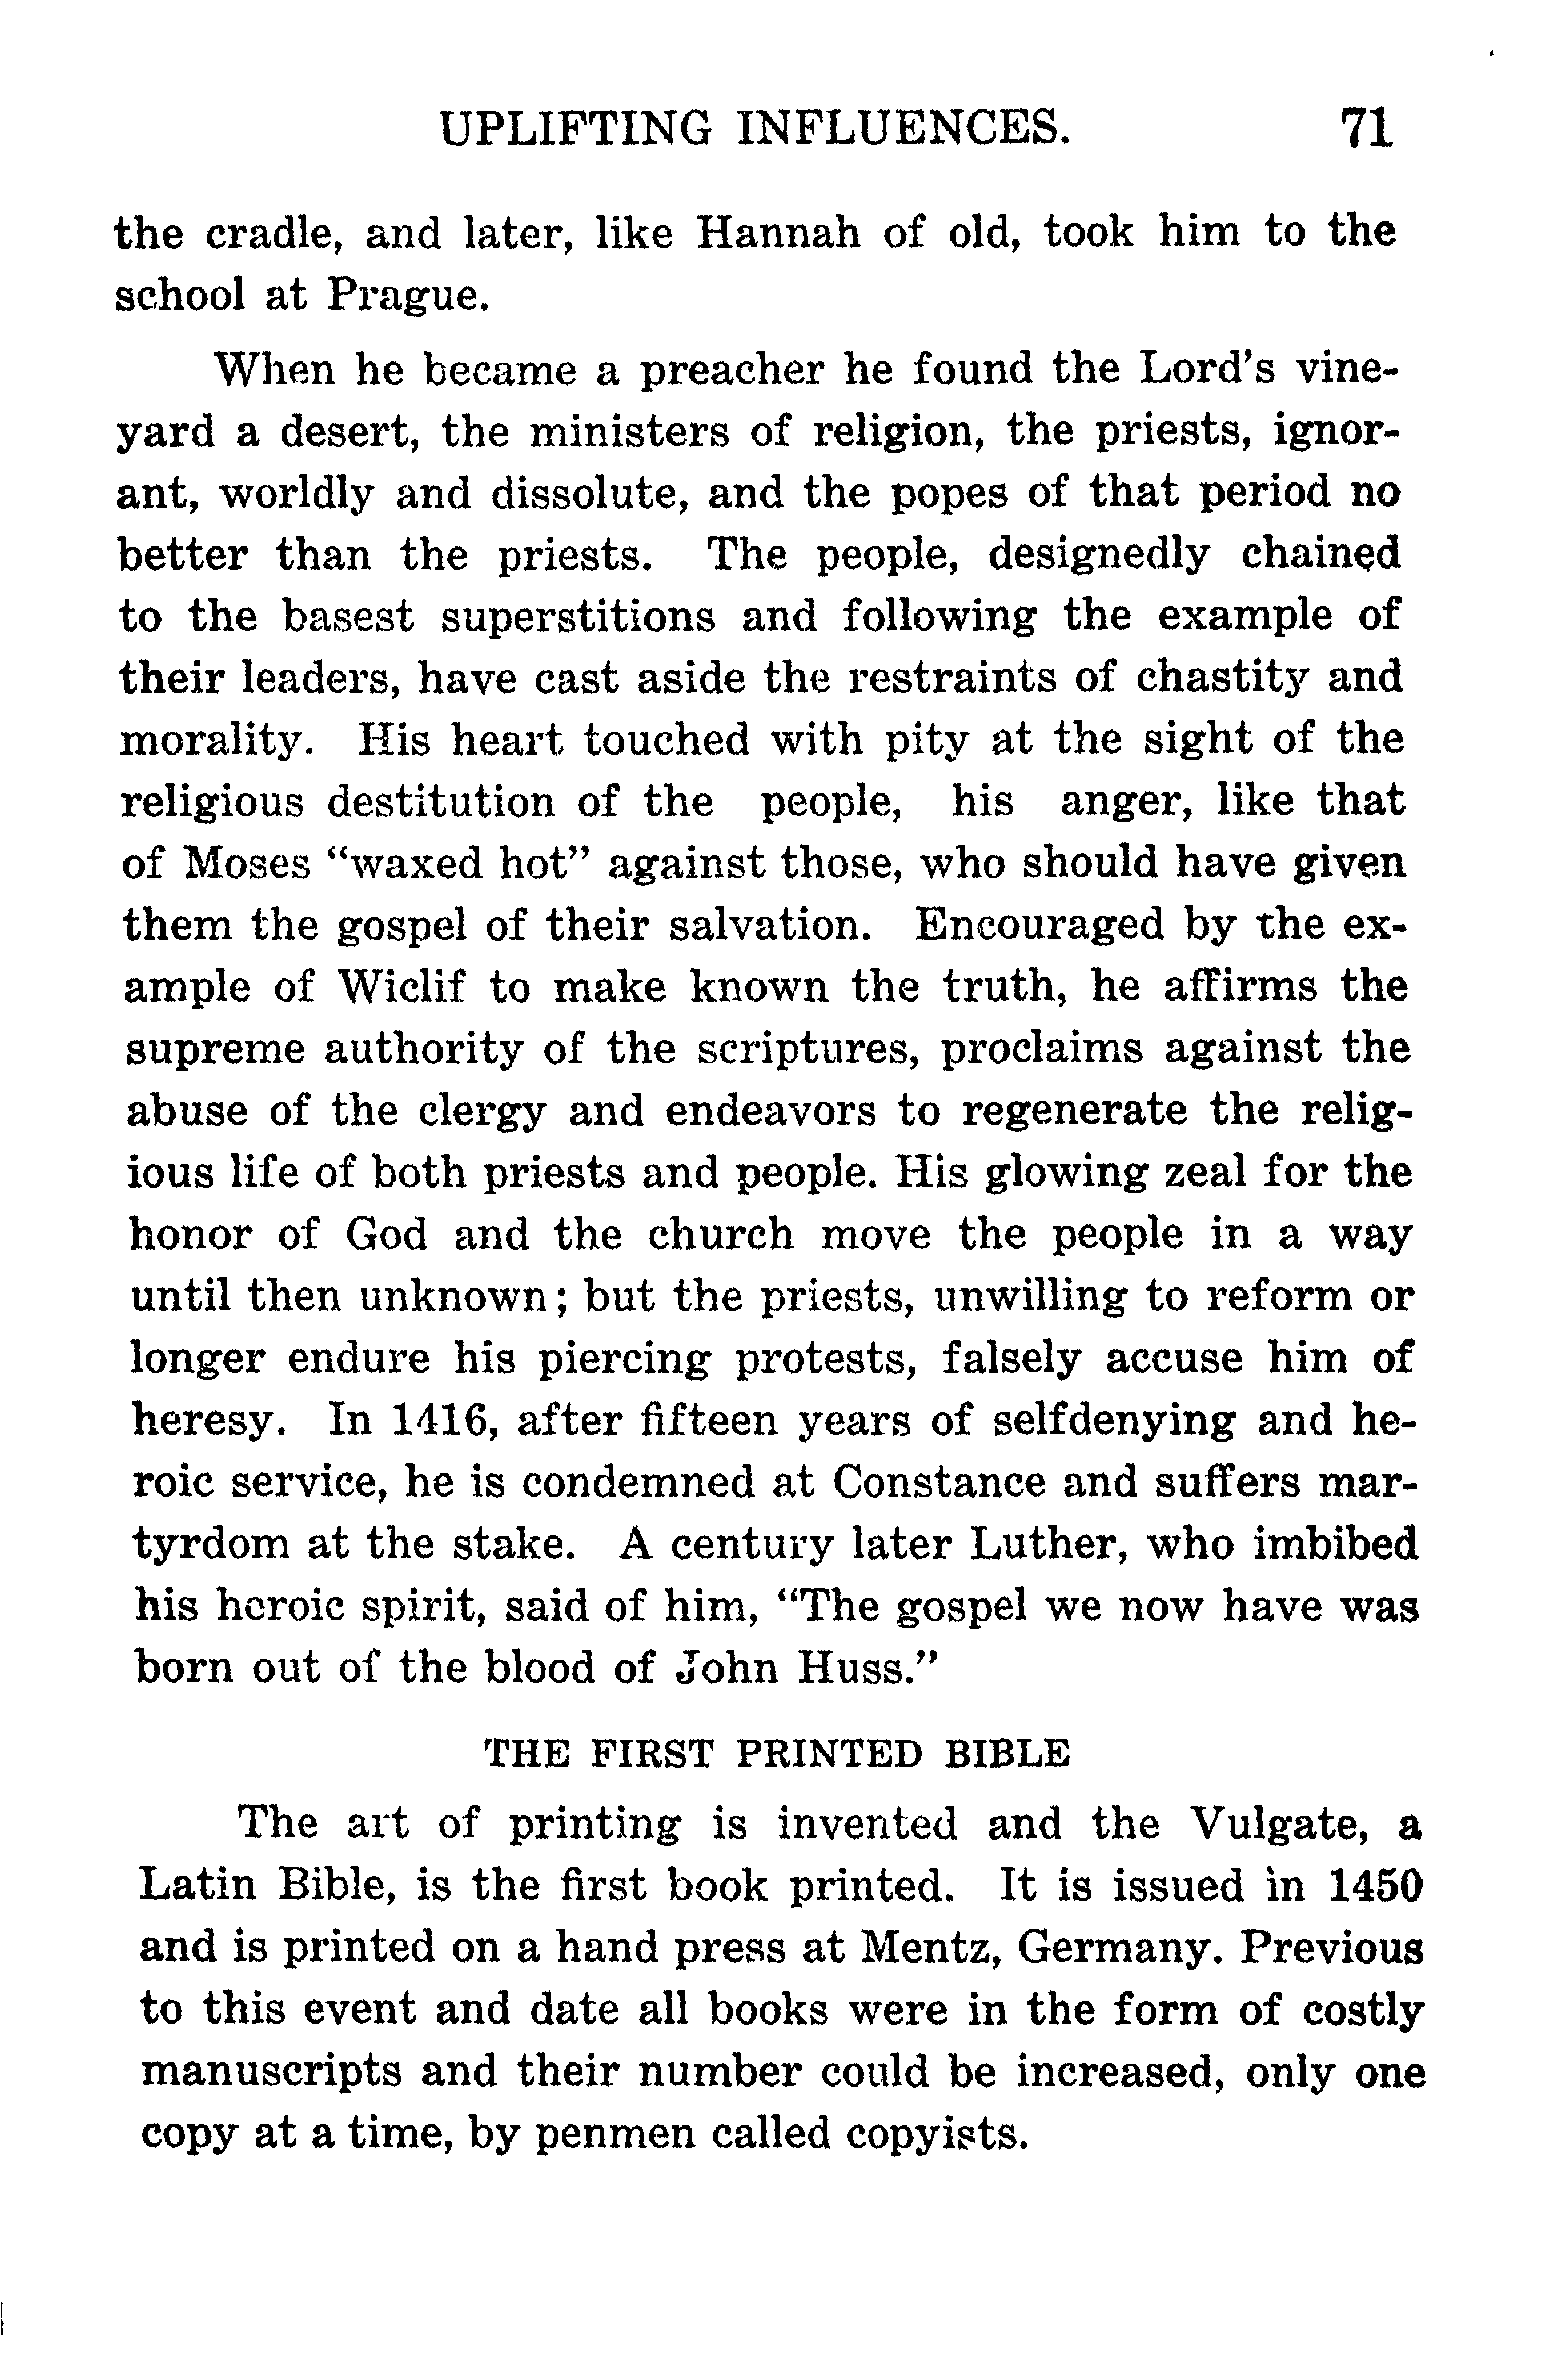 UPLIFTING INFLUENCES. 71
the cradle, and later, like Hannah of old, took him to the
school at Prague.
When he became a preacher he found the Lord's vine-
yard a desert, the ministers of religion, the priests, ignor-
ant, worldly and dissolute, and the popes of that period no
better than the priests. The people, designedly chained
to the basest superstitions and following the example of
their leaders, have cast aside the restraints of chastity and
morality. His heart touched with pity at the sight of the
religious destitution of the people, his anger, like that
of Moses “waxed hot” against those, who should have given
them the gospel of their salvation. Encouraged by the ex-
ample of Wiclif to make known the truth, he affirms the
supreme authority of the scriptures, proclaims against the
abuse of the clergy and endeavors to regenerate the relig-
ious life of both priests and people. His glowing zeal for the
honor of God and the church move the people in a way
until then unknown; but the priests, unwilling to reform or
longer endure his piercing protests, falsely accuse him of
heresy. In 1416, after fifteen years of selfdenying and he-
roic service, he is condemned at Constance and suffers mar-
tyrdom at the stake. A century later Luther, who imbibed
his heroic spirit, said of him, “The gospel we now have was
born out of the blood of John Huss.”
THE FIRST PRINTED BIBLE
The art of printing is invented and the Vulgate, a
Latin Bible, is the first book printed. It is issued in 1450
and is printed on a hand press at Mentz, Germany. Previous
to this event and date all books were in the form of costly
manuscripts and their number could be increased, only one
copy at a time, by penmen called copyists.